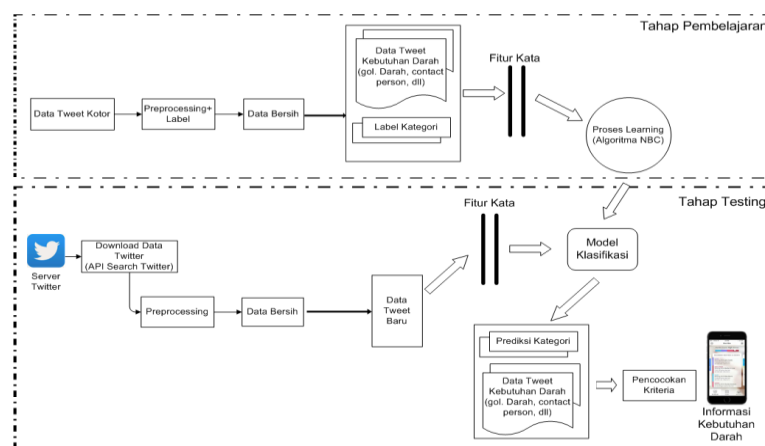 Tahap Pembelajaran
Data Tweet Kotor
Preprocessing+
Label
Data Bersih
Data Tweet
Kebutuhan Darah
(gol. Darah, contact
person, dll)
Label Kategori
Fitur Kata
Proses Learning
(Algoritma NBC)
Tahap Testing
Server
Twitter
Download Data
Twitter
(API Search Twitter)
Preprocessing
Data Bersih
Data
Tweet
Baru
Fitur Kata
Model
Klasifikasi
Prediksi Kategori
Data Tweet
Kebutuhan Darah
(gol. Darah, contact
person, dll)
Pencocokan
Kriteria
Informasi
Kebutuhan
Darah